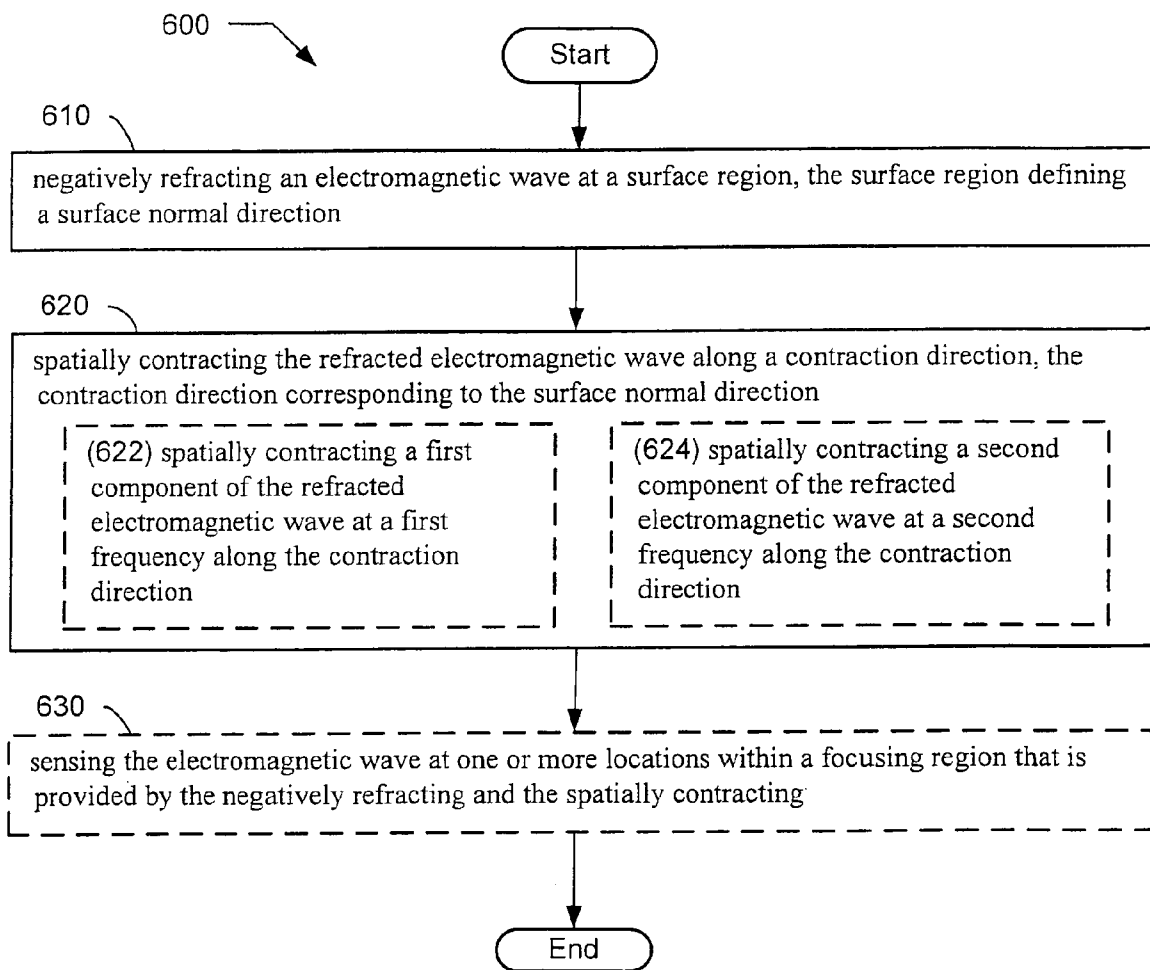 600
Start
610
negatively refracting an electromagnetic wave at a surface region, the surface region defining
a surface normal direction
620
spatially contracting the refracted electromagnetic wave along a contraction direction, the
contraction direction corresponding to the surface normal direction
(622) spatially contracting a first
component of the refracted
electromagnetic wave at a first
frequency along the contraction
direction
(624) spatially contracting a second
component of the refracted
electromagnetic wave at a second
frequency along the contraction
direction
630
sensing the electromagnetic wave at one or more locations within a focusing region that is
provided by the negatively refracting and the spatially contracting
End